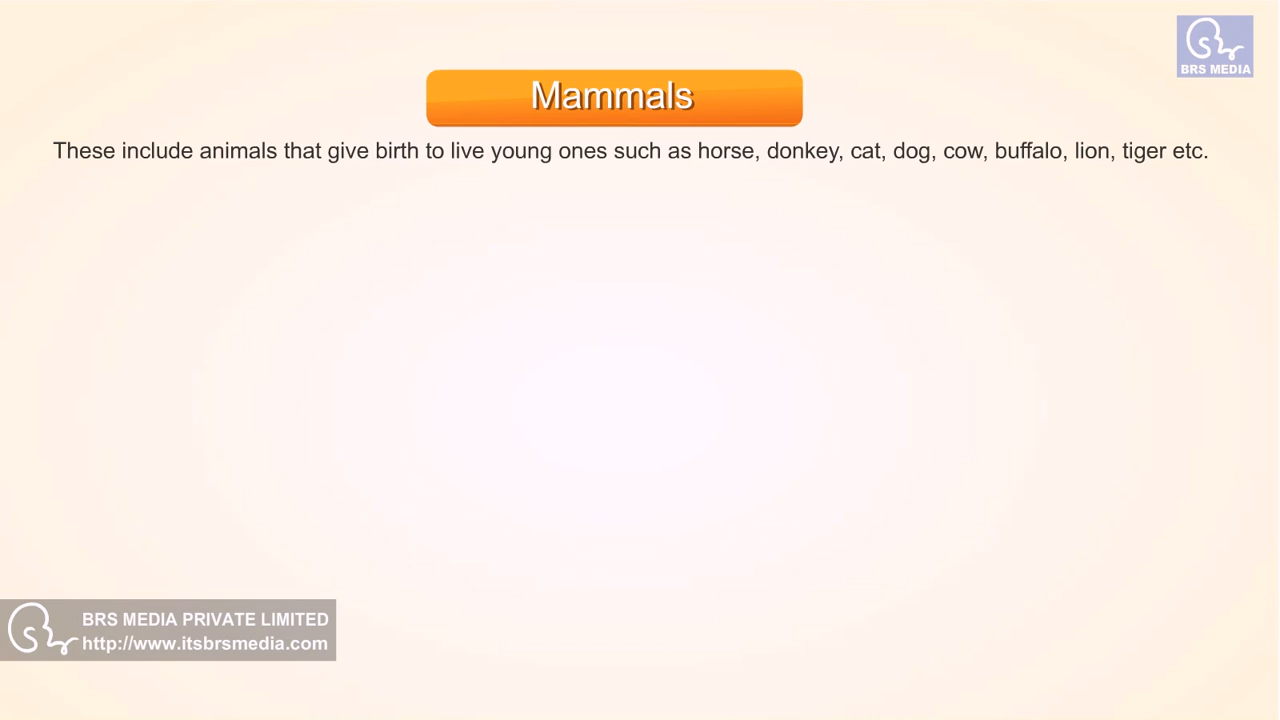 BRS MEDIA
Mammals
These include animals that give birth to live young ones such as horse, donkey, cat, dog, cow, buffalo, lion, tiger etc.
BRS MEDIA PRIVATE LIMITED
http://www.itsbrsmedia.com